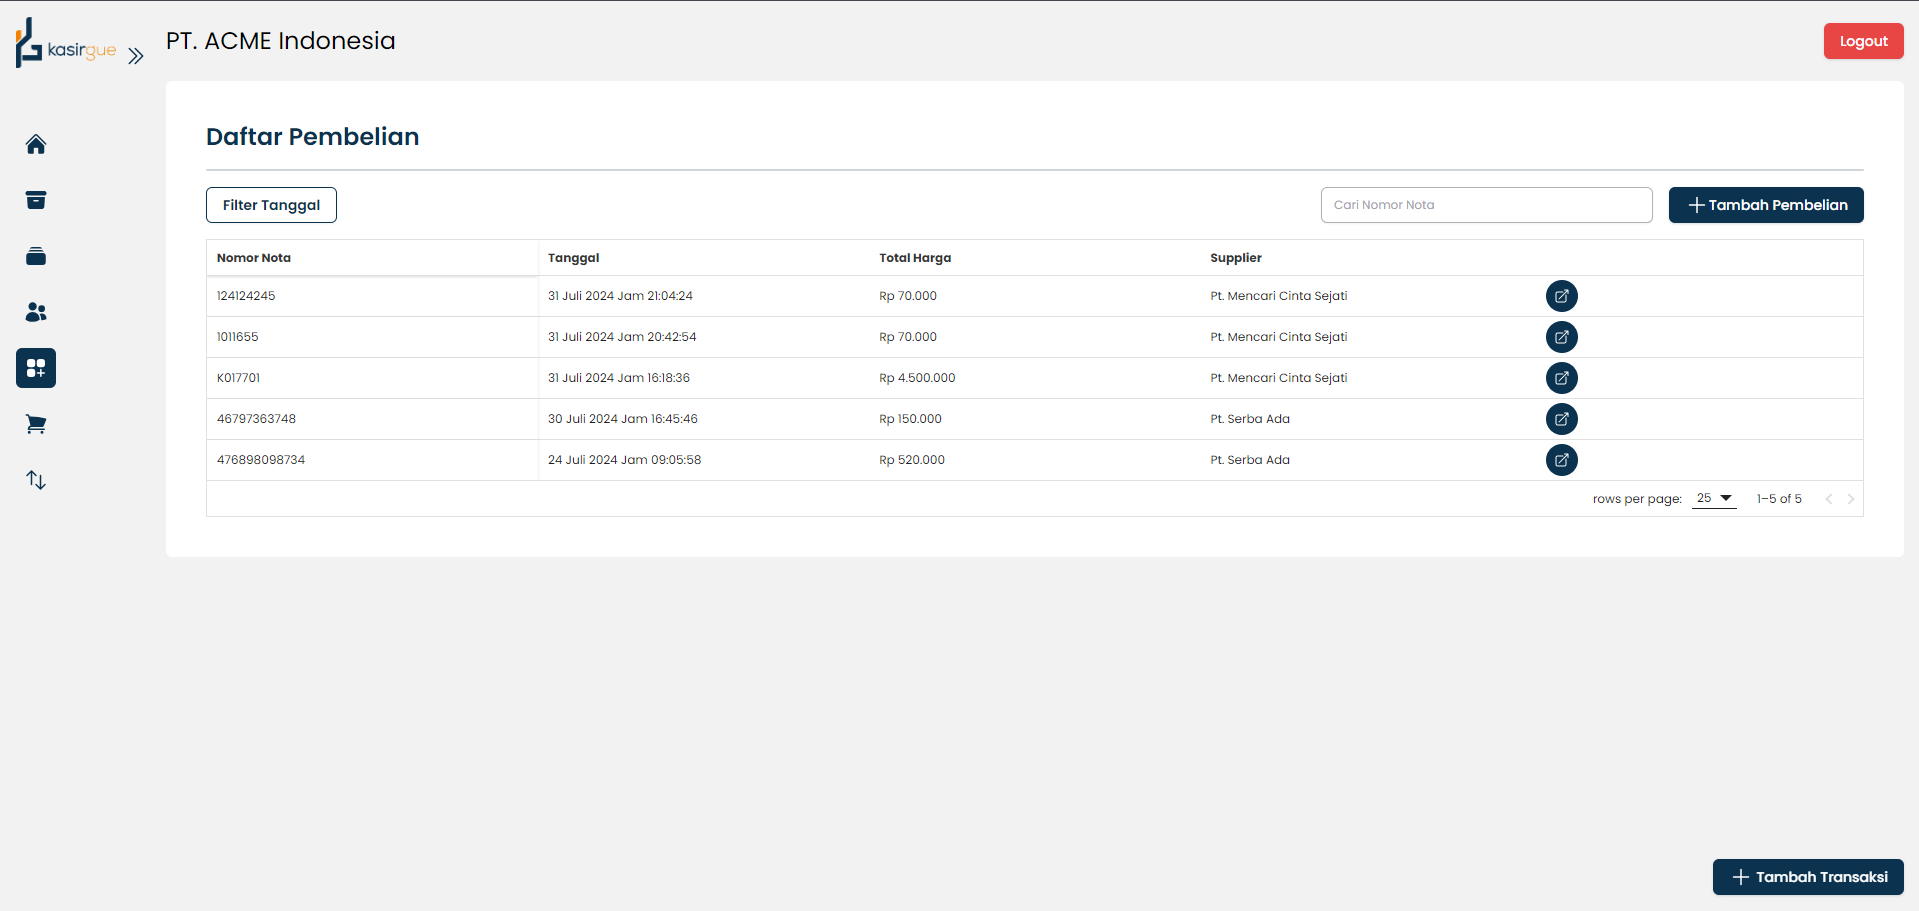 kasirgue
PT. ACME Indonesia
Logout
Daftar Pembelian
Filter Tanggal
Cari Nomor Nota
Tambah Pembelian
Nomor Nota Tanggal Total Harga Supplier
124124245 31 Juli 2024 Jam 21:04:24 Rp 70.000 Pt. Mencari Cinta Sejati
1011655 31 Juli 2024 Jam 20:42:54 Rp 70.000 Pt. Mencari Cinta Sejati
K017701 31 Juli 2024 Jam 16:18:36 Rp 4.500.000 Pt. Mencari Cinta Sejati
46797363748 30 Juli 2024 Jam 16:45:46 Rp 150.000 Pt. Serba Ada
476898098734 24 Juli 2024 Jam 09:05:58 Rp 520.000 Pt. Serba Ada
rows per page: 25 1–5 of 5
Tambah Transaksi